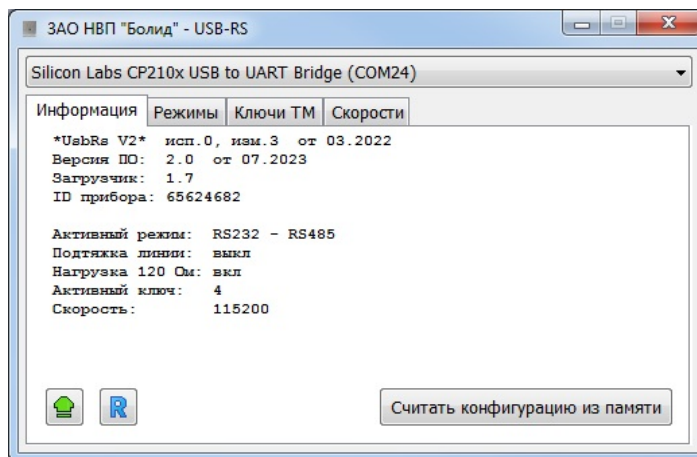 ЗАО НВП "Болид" - USB-RS
Silicon Labs CP210x USB to UART Bridge (COM24)
Информация Режимы Ключи ТМ Скорости
*UsbRs V2* исп.0, изм.3 от 03.2022
Версия ПО: 2.0 от 07.2023
Загрузчик: 1.7
ID прибора: 65624682
Активный режим: RS232 - RS485
Подтяжка линии: выкл
Нагрузка 120 Ом: вкл
Активный ключ: 4
Скорость: 115200
R
Считать конфигурацию из памяти